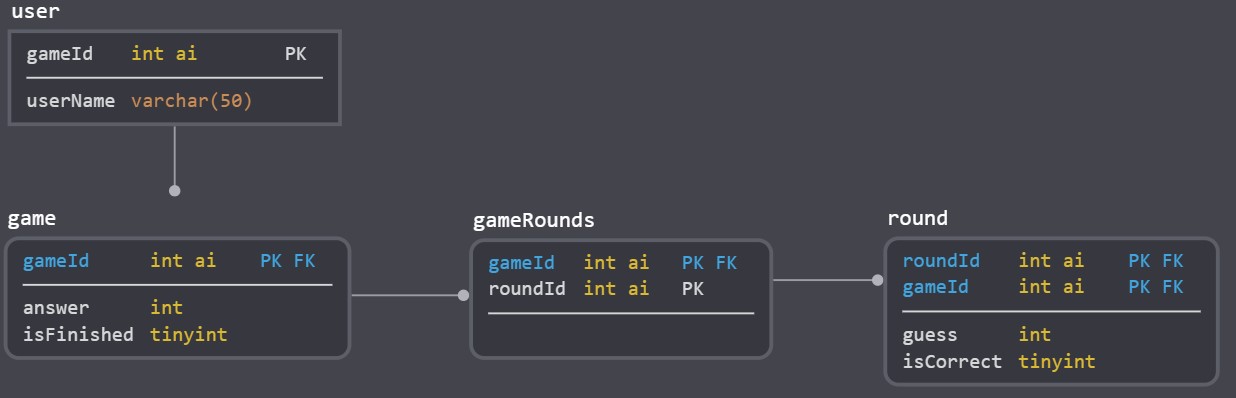 user
gameId int ai PK
userName varchar(50)
game
gameId int ai PK FK
answer int
isFinished tinyint
gameRounds
gameId int ai PK FK
roundId int ai PK
round
roundId int ai PK FK
gameId int ai PK FK
guess int
isCorrect tinyint